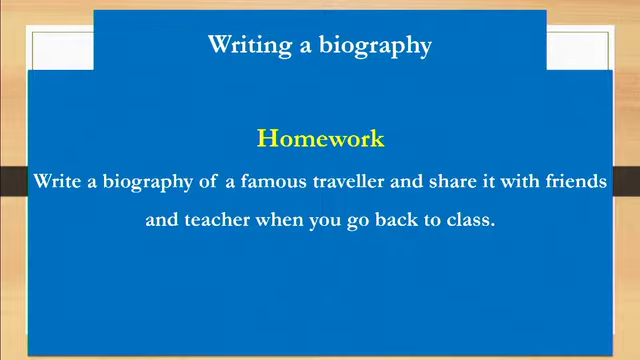 Writing a biography
Homework
Write a biography of a famous traveller and share it with friends
and teacher when you go back to class.